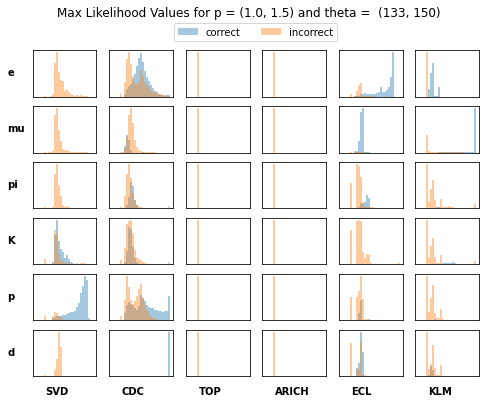 Max Likelihood Values for p = (1.0, 1.5) and theta =  (133, 150)
correct incorrect
e
mu
pi
K
p
d
SVD CDC TOP ARICH ECL KLM